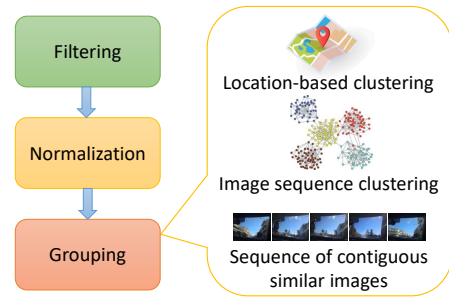 Filtering
Normalization
Grouping
Location-based clustering
Image sequence clustering
Sequence of contiguous
similar images